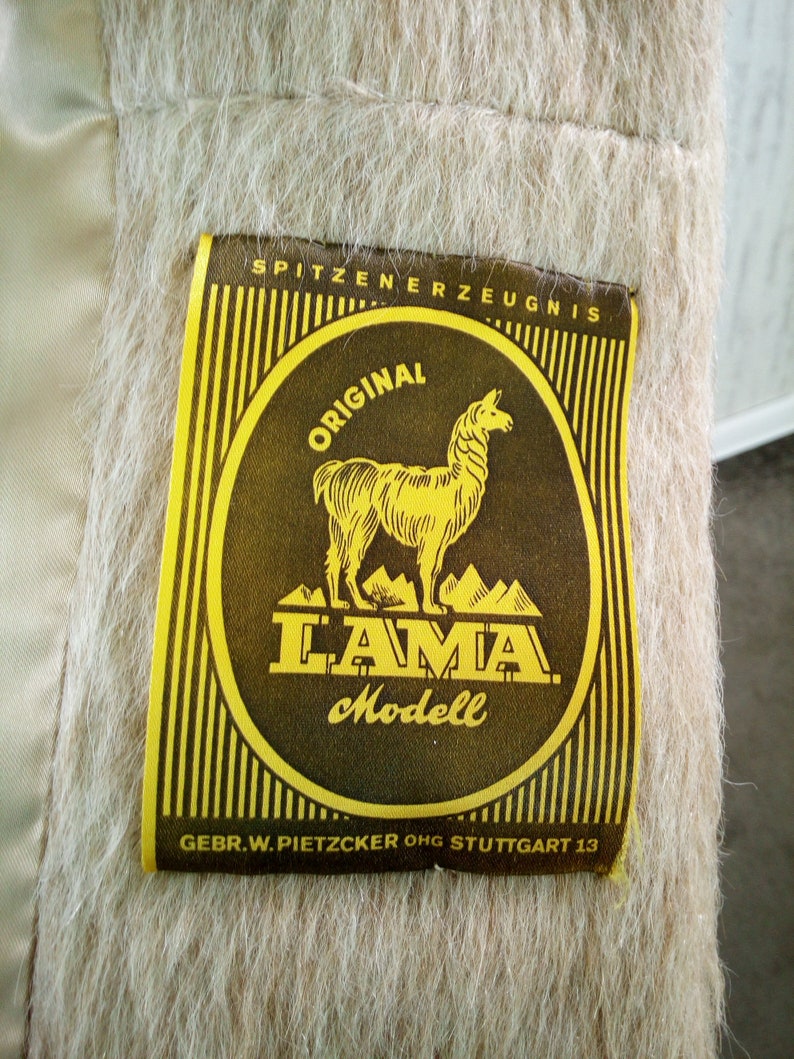 SPITZENERZEUGNIS
ORIGINAL
LAMA
Modell
GEBR.W.PIETZCKER OHG STUTTGART 13